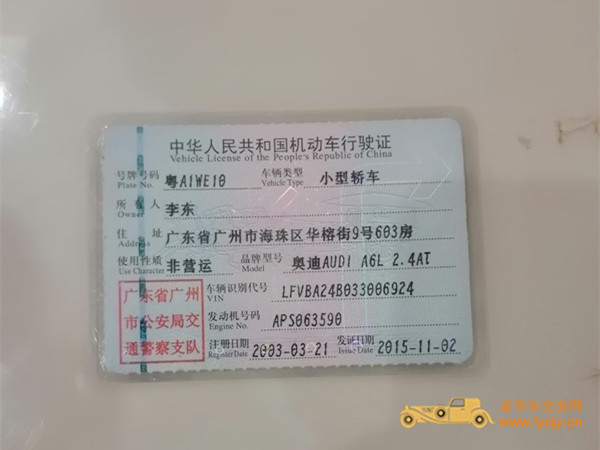 中华人民共和国机动车行驶证
Vehicle License of the People's Republic of China
号牌号码 粤A1WE10 车辆类型 小型轿车
Plate No. Vehicle Type
所有人 李东
Owner
住址 广东省广州市海珠区华榕街9号603房
Address
使用性质 非营运 品牌型号 奥迪AUDI A6L 2.4AT
Use Character Model
广东省广州
市公安局交
通警察支队
车辆识别代号 LFVBA24B033006924
VIN
发动机号码 APS063590
Engine No.
注册日期 2003-03-21 发证日期 2015-11-02
Register Date Issue Date